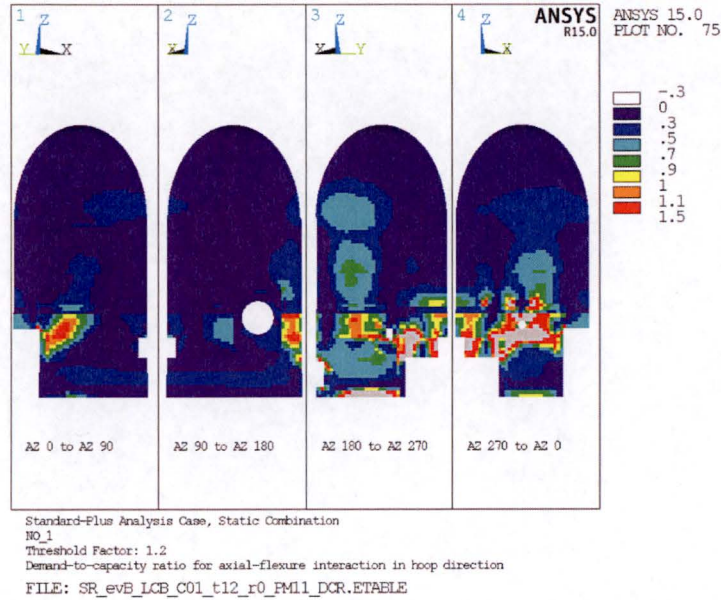 1
Z
Y
X
2
Z
X
3
Z
X
Y
4
Z
X
ANSYS
R15.0
ANSYS 15.0
PLOT NO. 75
-.3
0
.3
.5
.7
.9
1
1.1
1.5
AZ 0 to AZ 90
AZ 90 to AZ 180
AZ 180 to AZ 270
AZ 270 to AZ 0
Standard-Plus Analysis Case, Static Combination
NO_1
Threshold Factor: 1.2
Demand-to-capacity ratio for axial-flexure interaction in hoop direction
FILE: SR_evB_LCB_C01_t12_r0_PM11_DCR.ETABLE